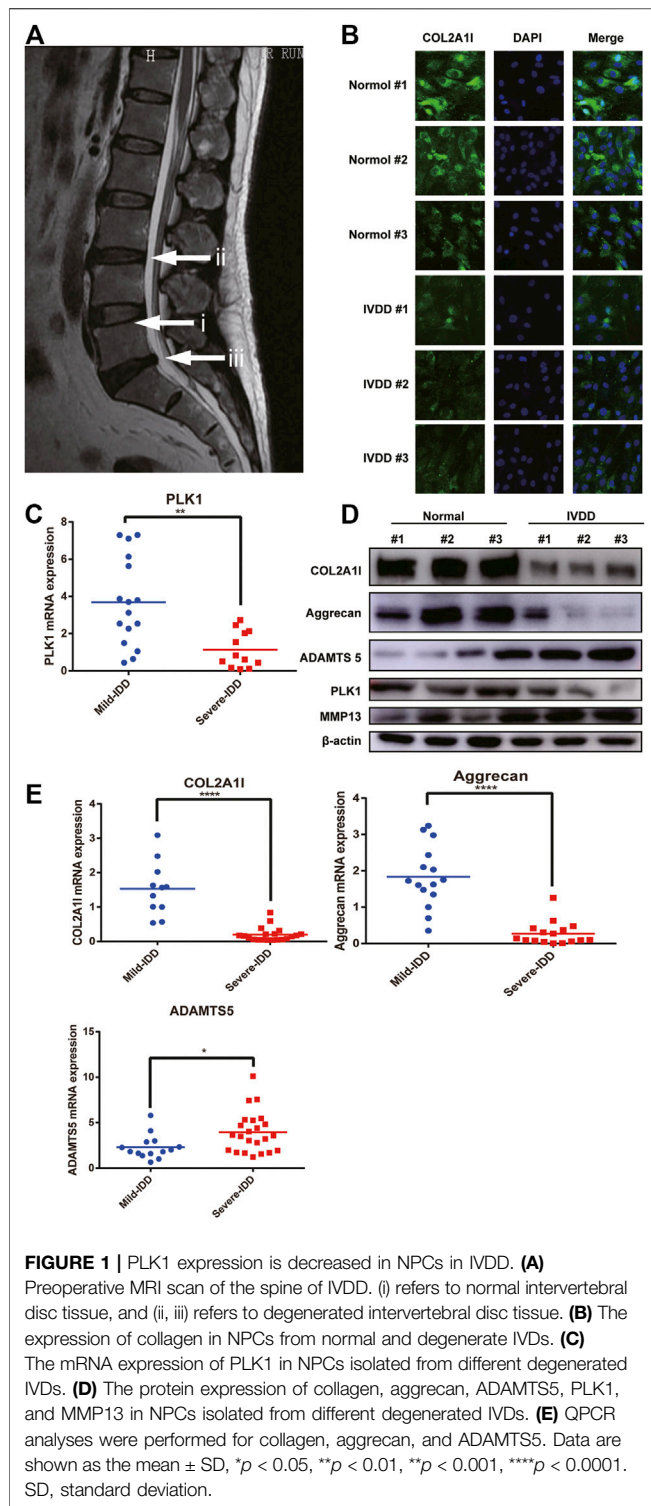 A
H
R RUN
ii
i
iii
B
COL2A1I DAPI Merge
Normol #1
Normol #2
Normol #3
IVDD #1
IVDD #2
IVDD #3
C
PLK1
**
PLK1 mRNA expression
8
6
4
2
0
Mild-IDD
Severe-IDD
D
Normal IVDD
#1 #2 #3 #1 #2 #3
COL2A1I
Aggrecan
ADAMTS 5
PLK1
MMP13
β-actin
E
COL2A1I
****
COL2A1I mRNA expression
4
3
2
1
0
Mild-IDD
Severe-IDD
Aggrecan
****
Aggrecan mRNA expression
4
3
2
1
0
Mild-IDD
Severe-IDD
ADAMTS5
*
ADAMTS5 mRNA expression
15
10
5
0
Mild-IDD
Severe-IDD
FIGURE 1 | PLK1 expression is decreased in NPCs in IVDD. (A)
Preoperative MRI scan of the spine of IVDD. (i) refers to normal intervertebral
disc tissue, and (ii, iii) refers to degenerated intervertebral disc tissue. (B) The
expression of collagen in NPCs from normal and degenerate IVDs. (C)
The mRNA expression of PLK1 in NPCs isolated from different degenerated
IVDs. (D) The protein expression of collagen, aggrecan, ADAMTS5, PLK1,
and MMP13 in NPCs isolated from different degenerated IVDs. (E) QPCR
analyses were performed for collagen, aggrecan, and ADAMTS5. Data are
shown as the mean ± SD, *p < 0.05, **p < 0.01, **p < 0.001, ****p < 0.0001.
SD, standard deviation.